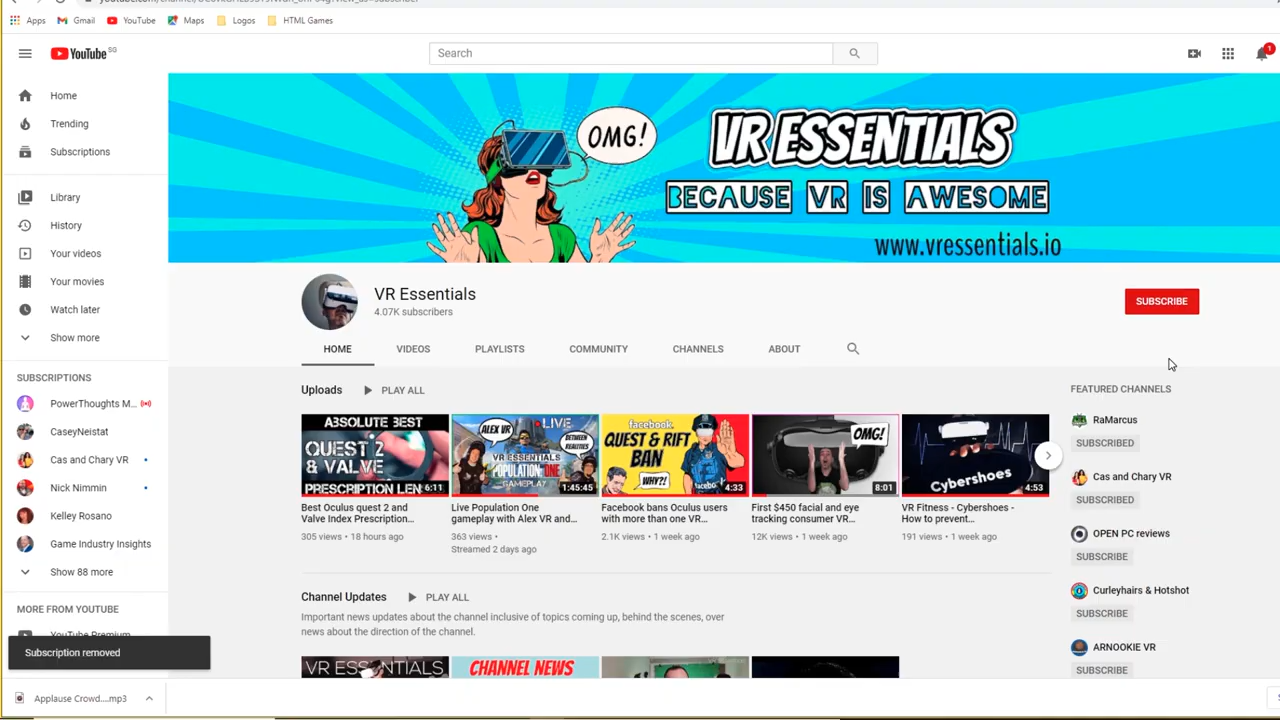 Apps Gmail YouTube Maps Logos HTML Games
YouTube SG
Search
1
Home
Trending
Subscriptions
Library
History
Your videos
Your movies
Watch later
Show more
SUBSCRIPTIONS
PowerThoughts M...
CaseyNeistat
Cas and Chary VR
Nick Nimmin
Kelley Rosano
Game Industry Insights
Show 88 more
MORE FROM YOUTUBE
YouTube Premium
Subscription removed
Applause Crowd....mp3
OMG!
VR ESSENTIALS
BECAUSE VR IS AWESOME
www.vressentials.io
VR Essentials
4.07K subscribers
SUBSCRIBE
HOME VIDEOS PLAYLISTS COMMUNITY CHANNELS ABOUT
Uploads PLAY ALL
ABSOLUTE BEST
QUEST 2
& VALVE
PRESCRIPTION LEN
6:11
Best Oculus quest 2 and
Valve Index Prescription...
305 views • 18 hours ago
ALEX VR
LIVE
BETWEEN
REALITIES
VR ESSENTIALS
POPULATION: ONE
GAMEPLAY
1:45:45
Live Population One
gameplay with Alex VR and...
363 views •
Streamed 2 days ago
facebook.
QUEST & RIFT
BAN
WHY?!
4:33
Facebook bans Oculus users
with more than one VR...
2.1K views • 1 week ago
OMG!
8:01
First $450 facial and eye
tracking consumer VR...
12K views • 1 week ago
Cybershoes
4:53
VR Fitness - Cybershoes -
How to prevent...
191 views • 1 week ago
Channel Updates PLAY ALL
Important news updates about the channel inclusive of topics coming up, behind the scenes, over
news about the direction of the channel.
VR ESSENTIALS
CHANNEL NEWS
FEATURED CHANNELS
RaMarcus
SUBSCRIBED
Cas and Chary VR
SUBSCRIBED
OPEN PC reviews
SUBSCRIBE
Curleyhairs & Hotshot
SUBSCRIBE
ARNOOKIE VR
SUBSCRIBE